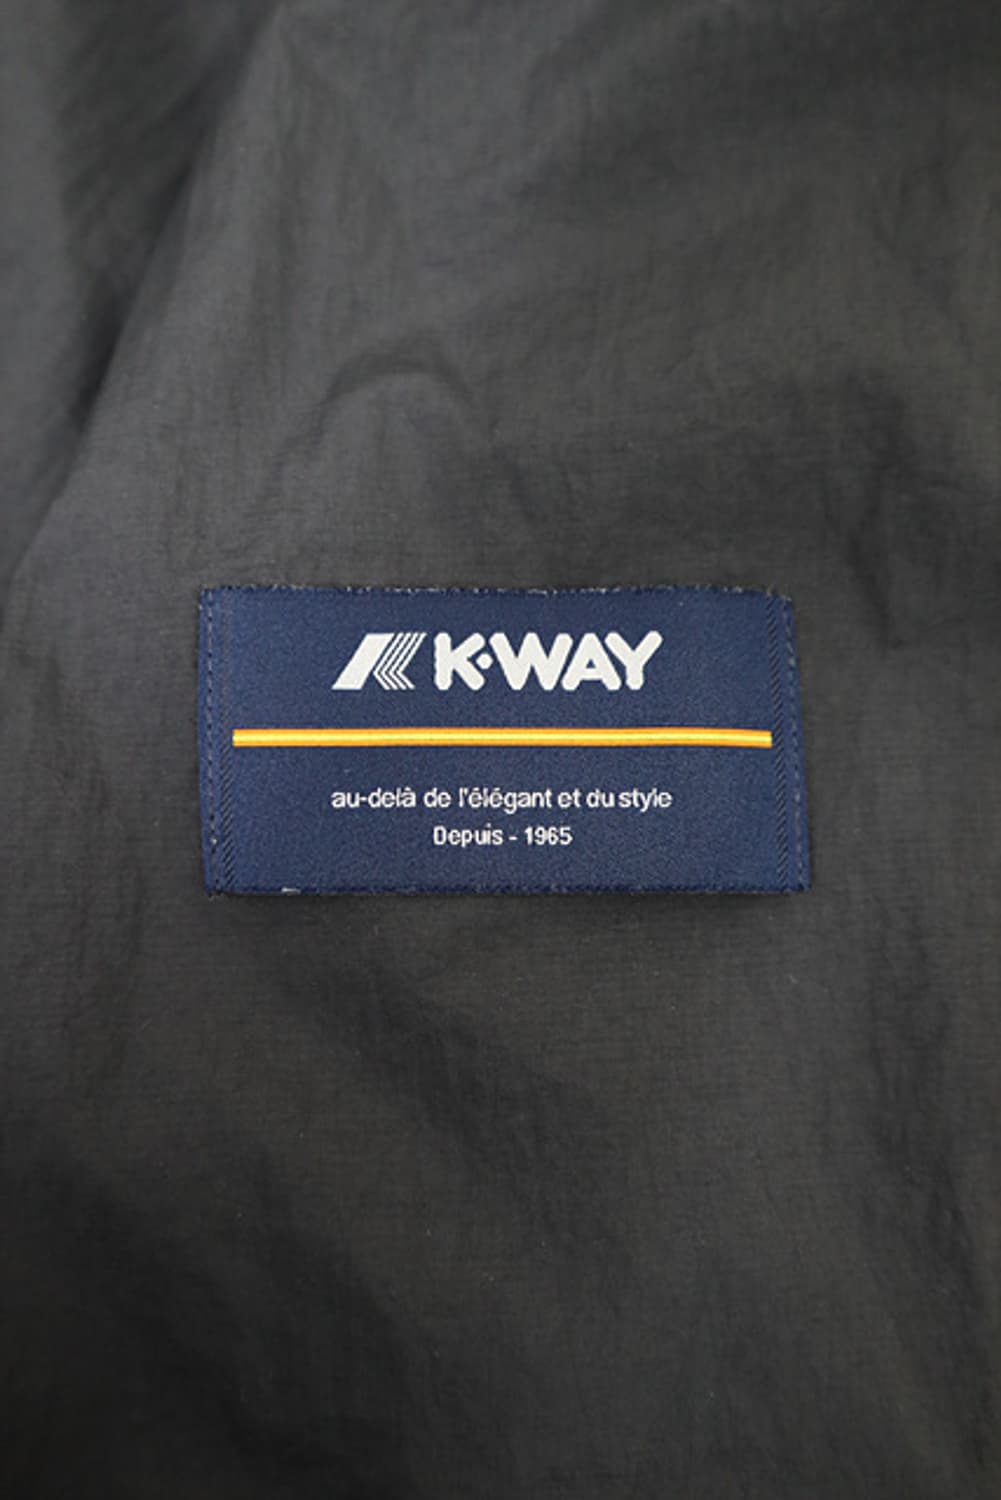 K·WAY
au-delà de l'élégant et du style
Depuis - 1965